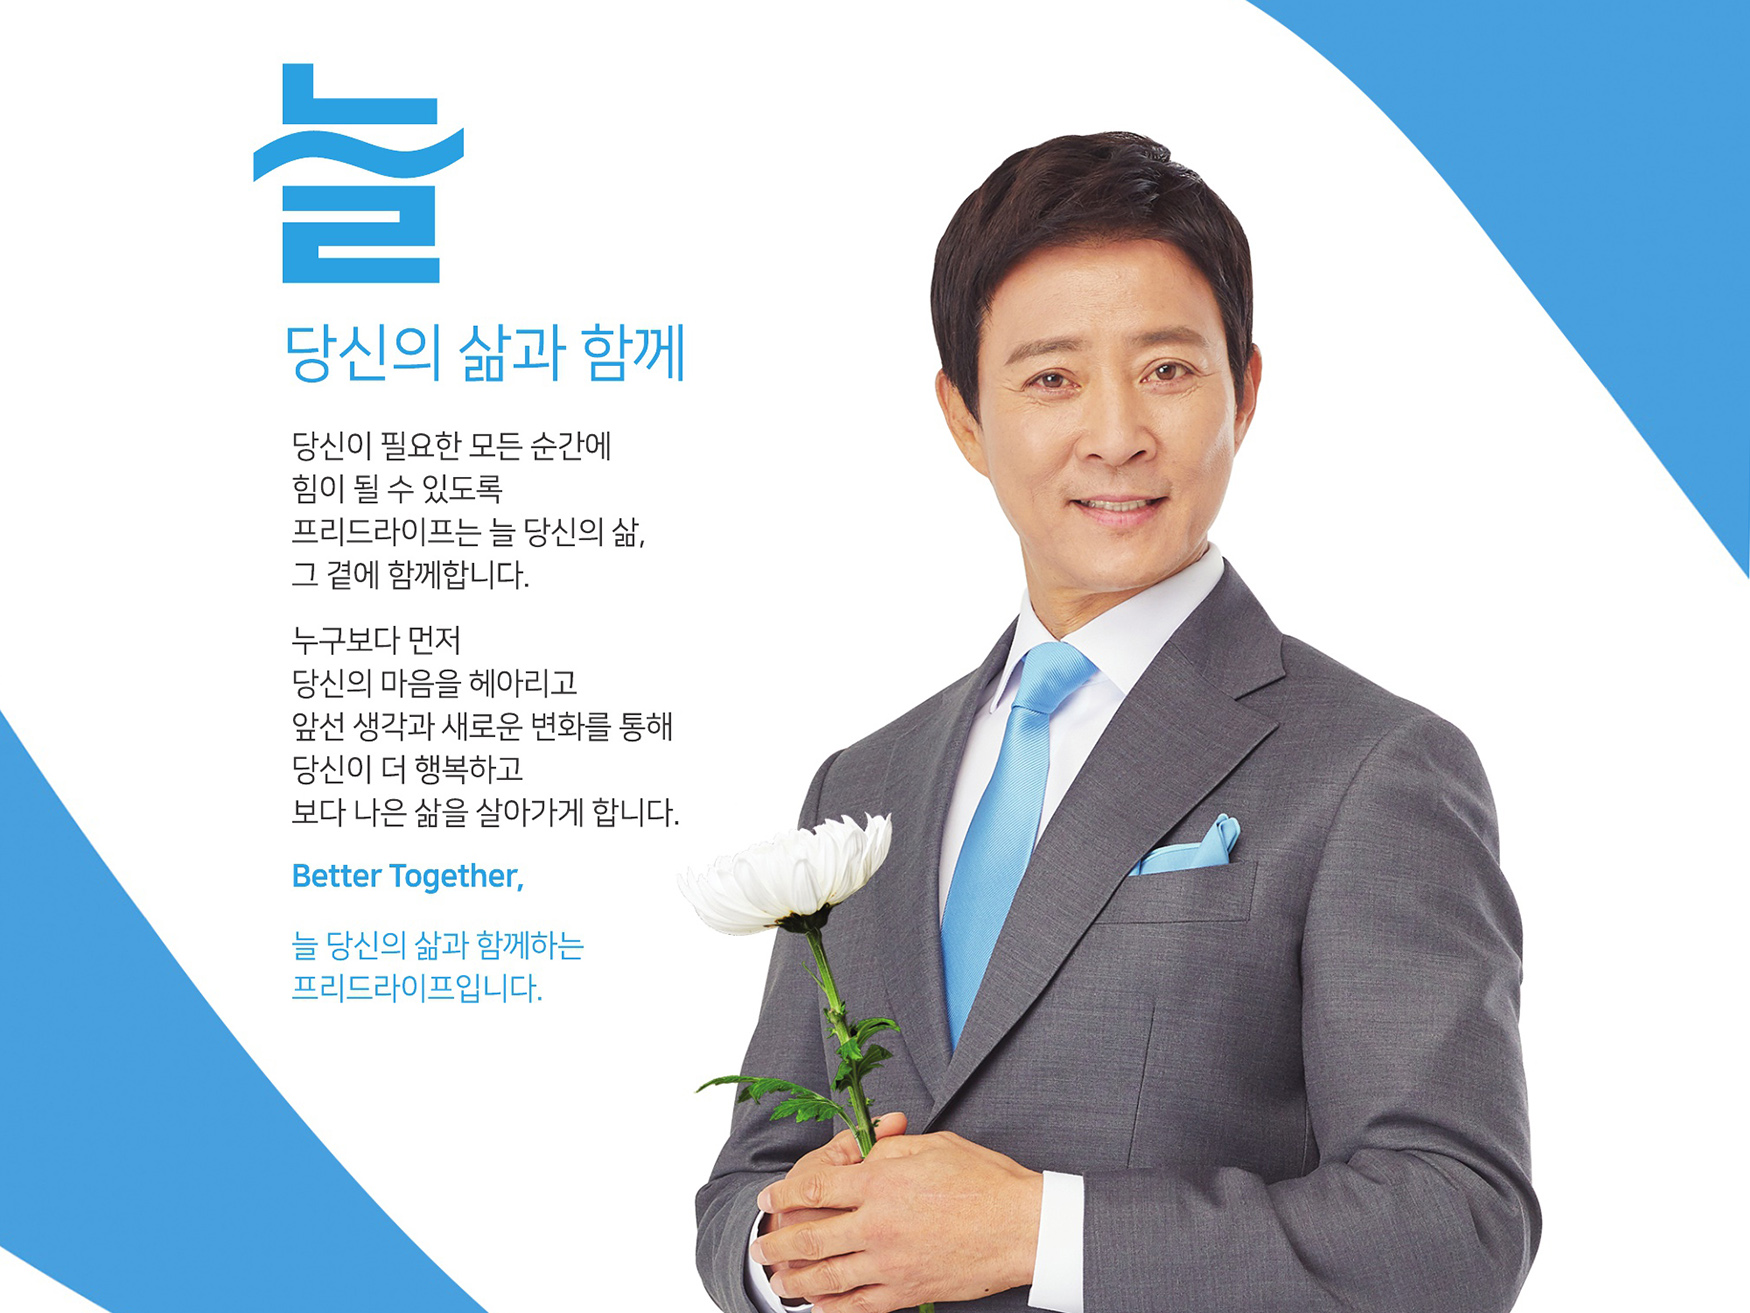 늘
당신의 삶과 함께
당신이 필요한 모든 순간에
힘이 될 수 있도록
프리드라이프는 늘 당신의 삶,
그 곁에 함께합니다.
누구보다 먼저
당신의 마음을 헤아리고
앞선 생각과 새로운 변화를 통해
당신이 더 행복하고
보다 나은 삶을 살아가게 합니다.
Better Together,
늘 당신의 삶과 함께하는
프리드라이프입니다.